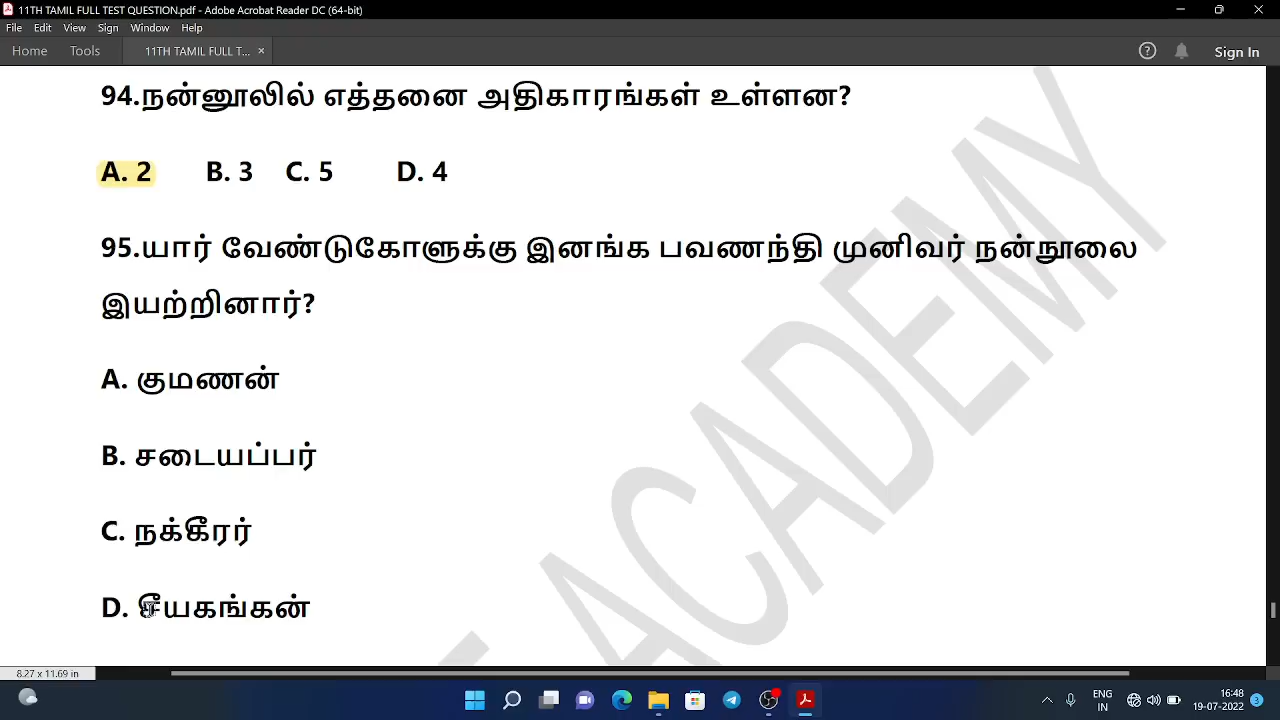 11TH TAMIL FULL TEST QUESTION.pdf - Adobe Acrobat Reader DC (64-bit)
File Edit View Sign Window Help
Home Tools 11TH TAMIL FULL T... × Sign In
94.நன்னூலில் எத்தனை அதிகாரங்கள் உள்ளன?
A. 2 B. 3 C. 5 D. 4
95.யார் வேண்டுகோளுக்கு இனங்க பவணந்தி முனிவர் நன்நூலை
இயற்றினார்?
A. குமணன்
B. சடையப்பர்
C. நக்கீரர்
D. சீயகங்கன்
ACADEMY
8.27 x 11.69 in
ENG 16:48
IN 19-07-2022 3